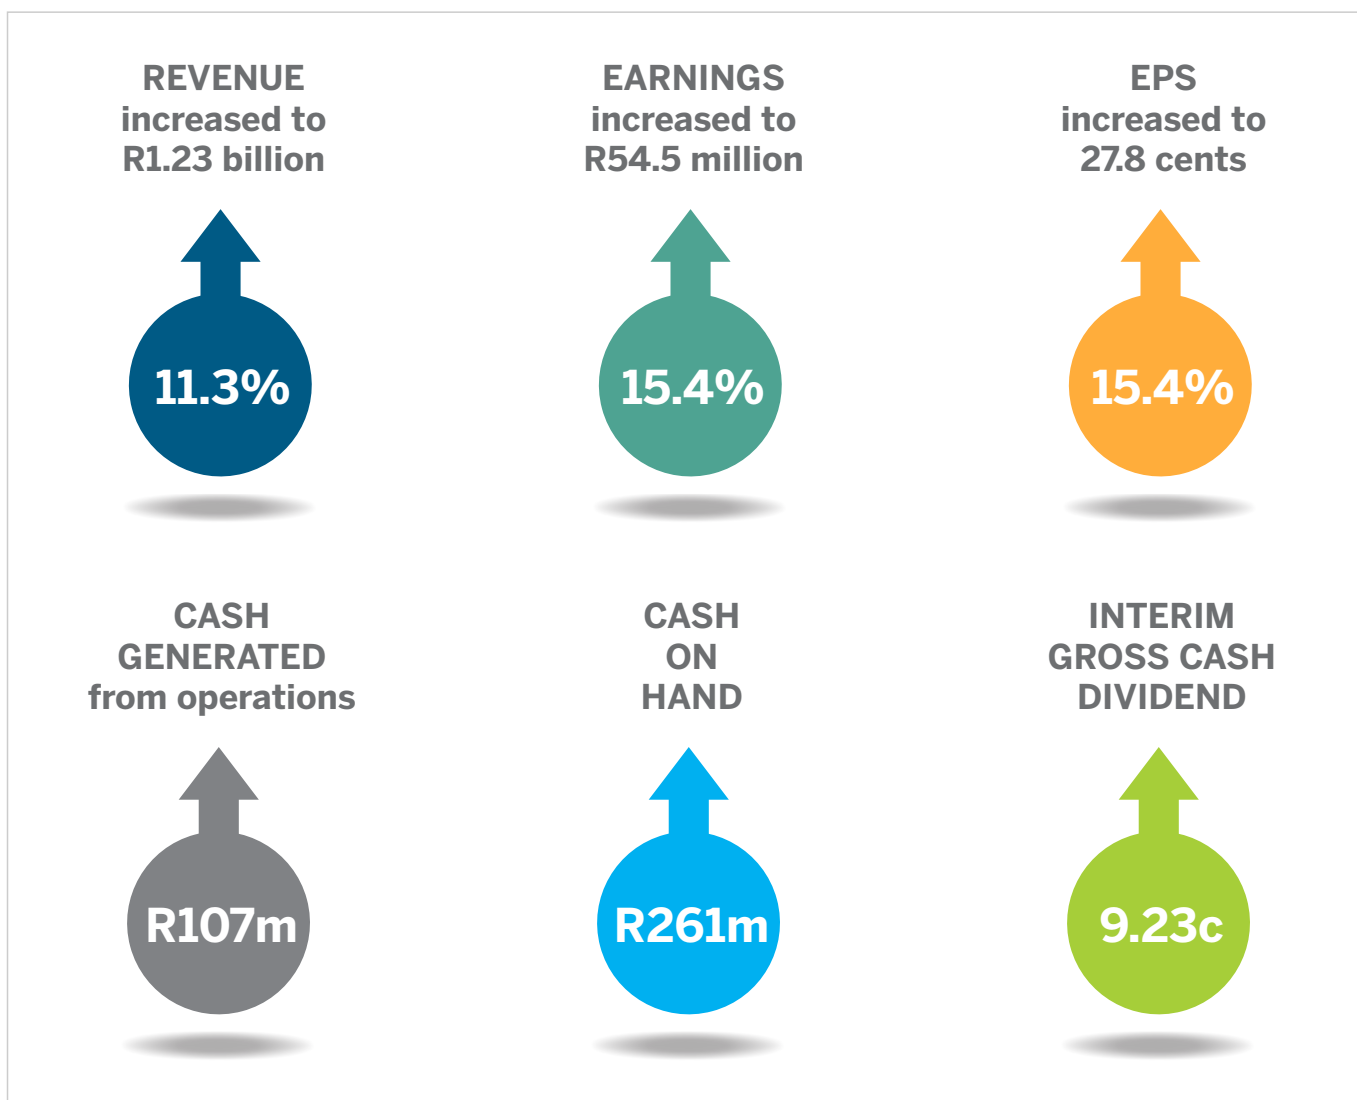 REVENUE
increased to
R1.23 billion
11.3%
EARNINGS
increased to
R54.5 million
15.4%
EPS
increased to
27.8 cents
15.4%
CASH
GENERATED
from operations
R107m
CASH
ON
HAND
R261m
INTERIM
GROSS CASH
DIVIDEND
9.23c